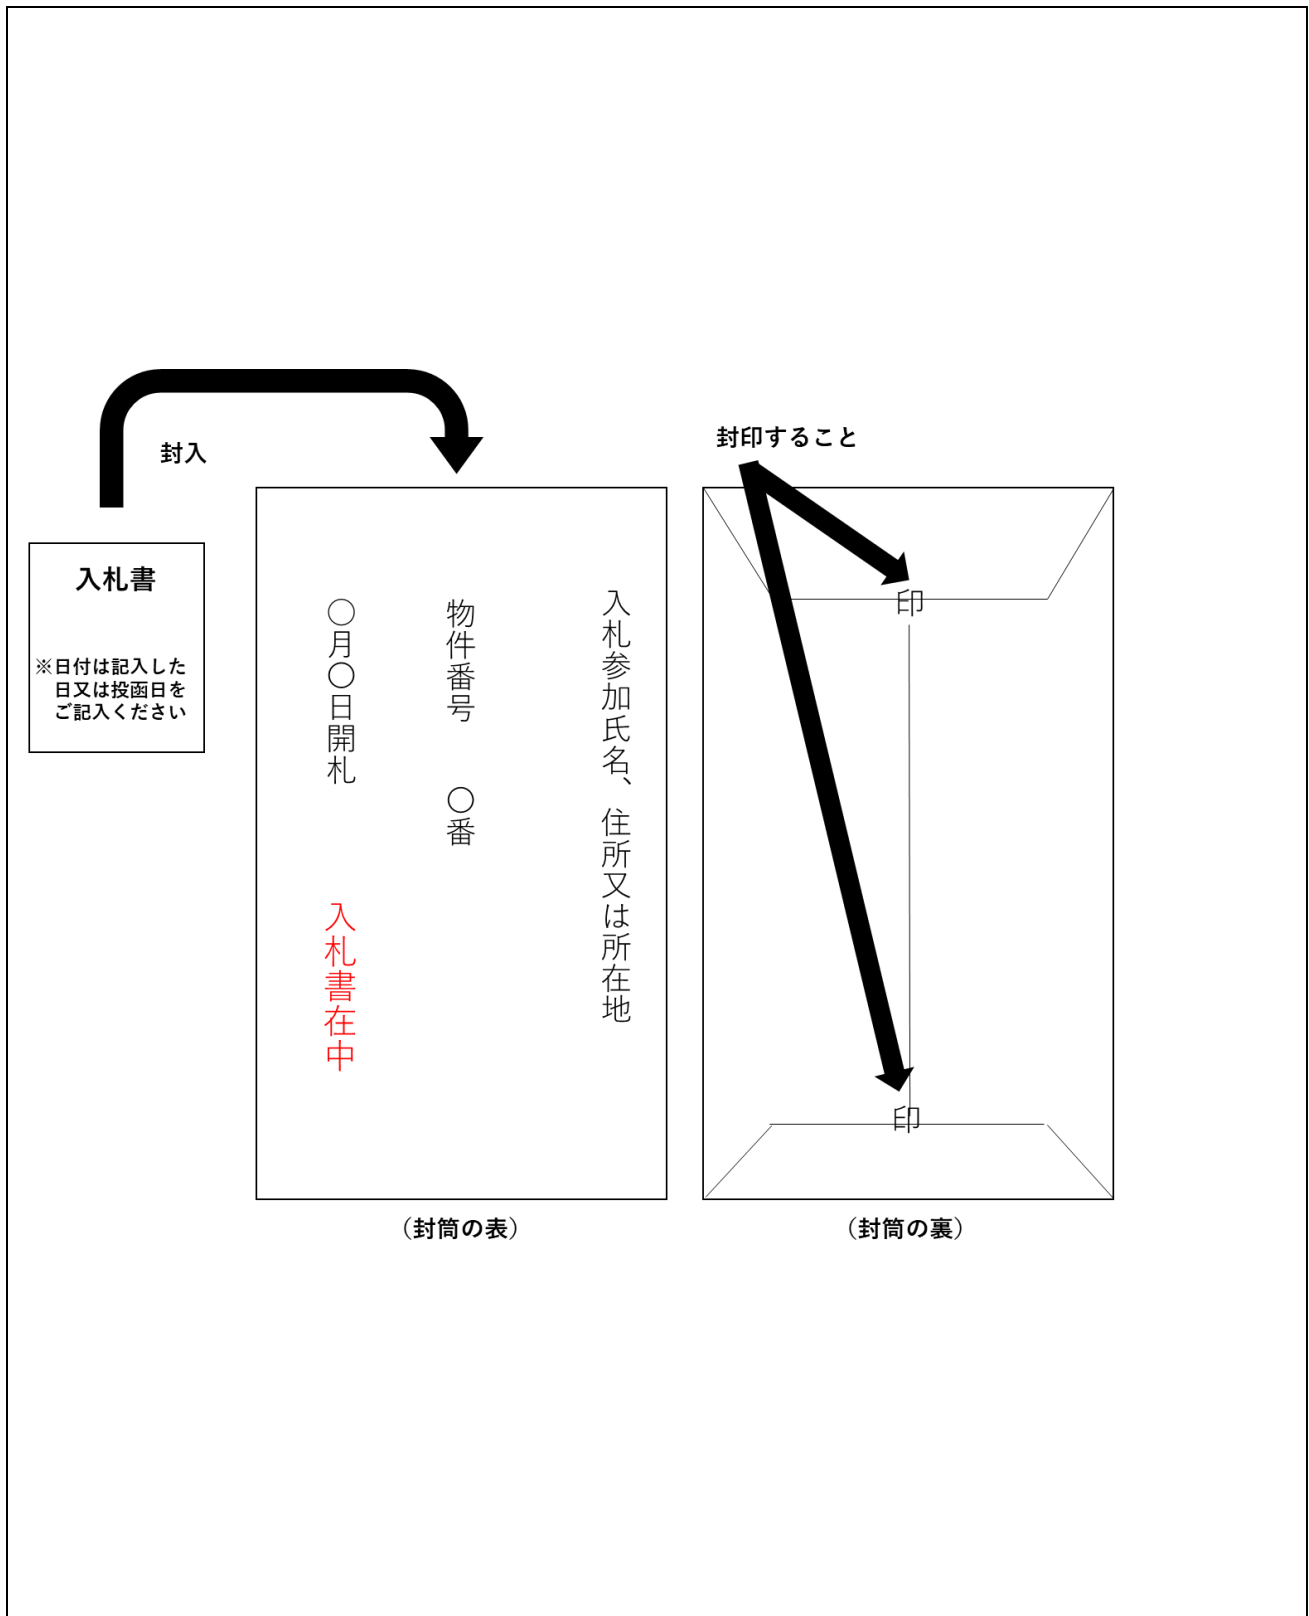 封入
入札書
※日付は記入した
日又は投函日を
ご記入ください
入札参加氏名、住所又は所在地
物件番号　〇番
〇月〇日開札　入札書在中
（封筒の表）
封印すること
印
印
（封筒の裏）